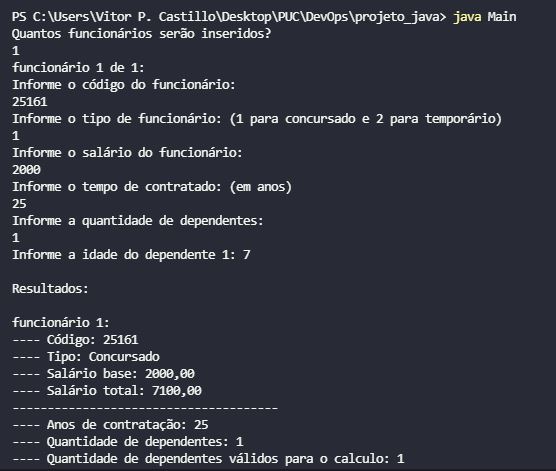 PS C:\Users\Vitor P. Castillo\Desktop\PUC\DevOps\projeto_java> java Main
Quantos funcionários serão inseridos?
1
funcionário 1 de 1:
Informe o código do funcionário:
25161
Informe o tipo de funcionário: (1 para concursado e 2 para temporário)
1
Informe o salário do funcionário:
2000
Informe o tempo de contratado: (em anos)
25
Informe a quantidade de dependentes:
1
Informe a idade do dependente 1: 7
Resultados:
funcionário 1:
---- Código: 25161
---- Tipo: Concursado
---- Salário base: 2000,00
---- Salário total: 7100,00
--------------------------------------
---- Anos de contratação: 25
---- Quantidade de dependentes: 1
---- Quantidade de dependentes válidos para o calculo: 1